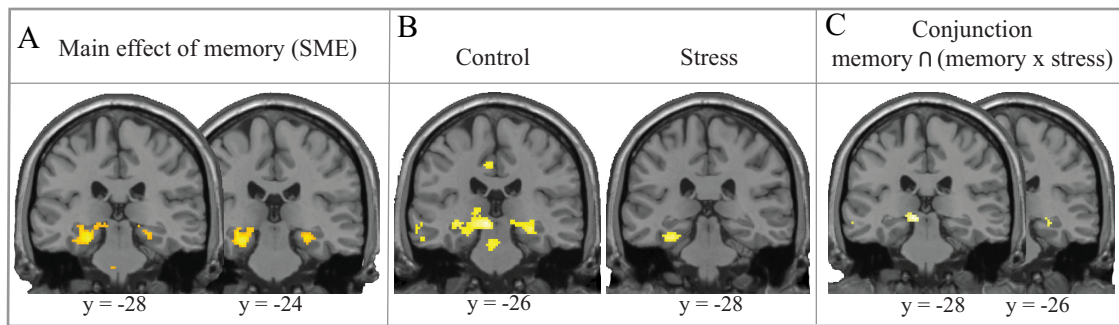 A
Main effect of memory (SME)
B
Control
Stress
C
Conjunction
memory ∩ (memory x stress)
y = -28
y = -24
y = -26
y = -28
y = -28
y = -26